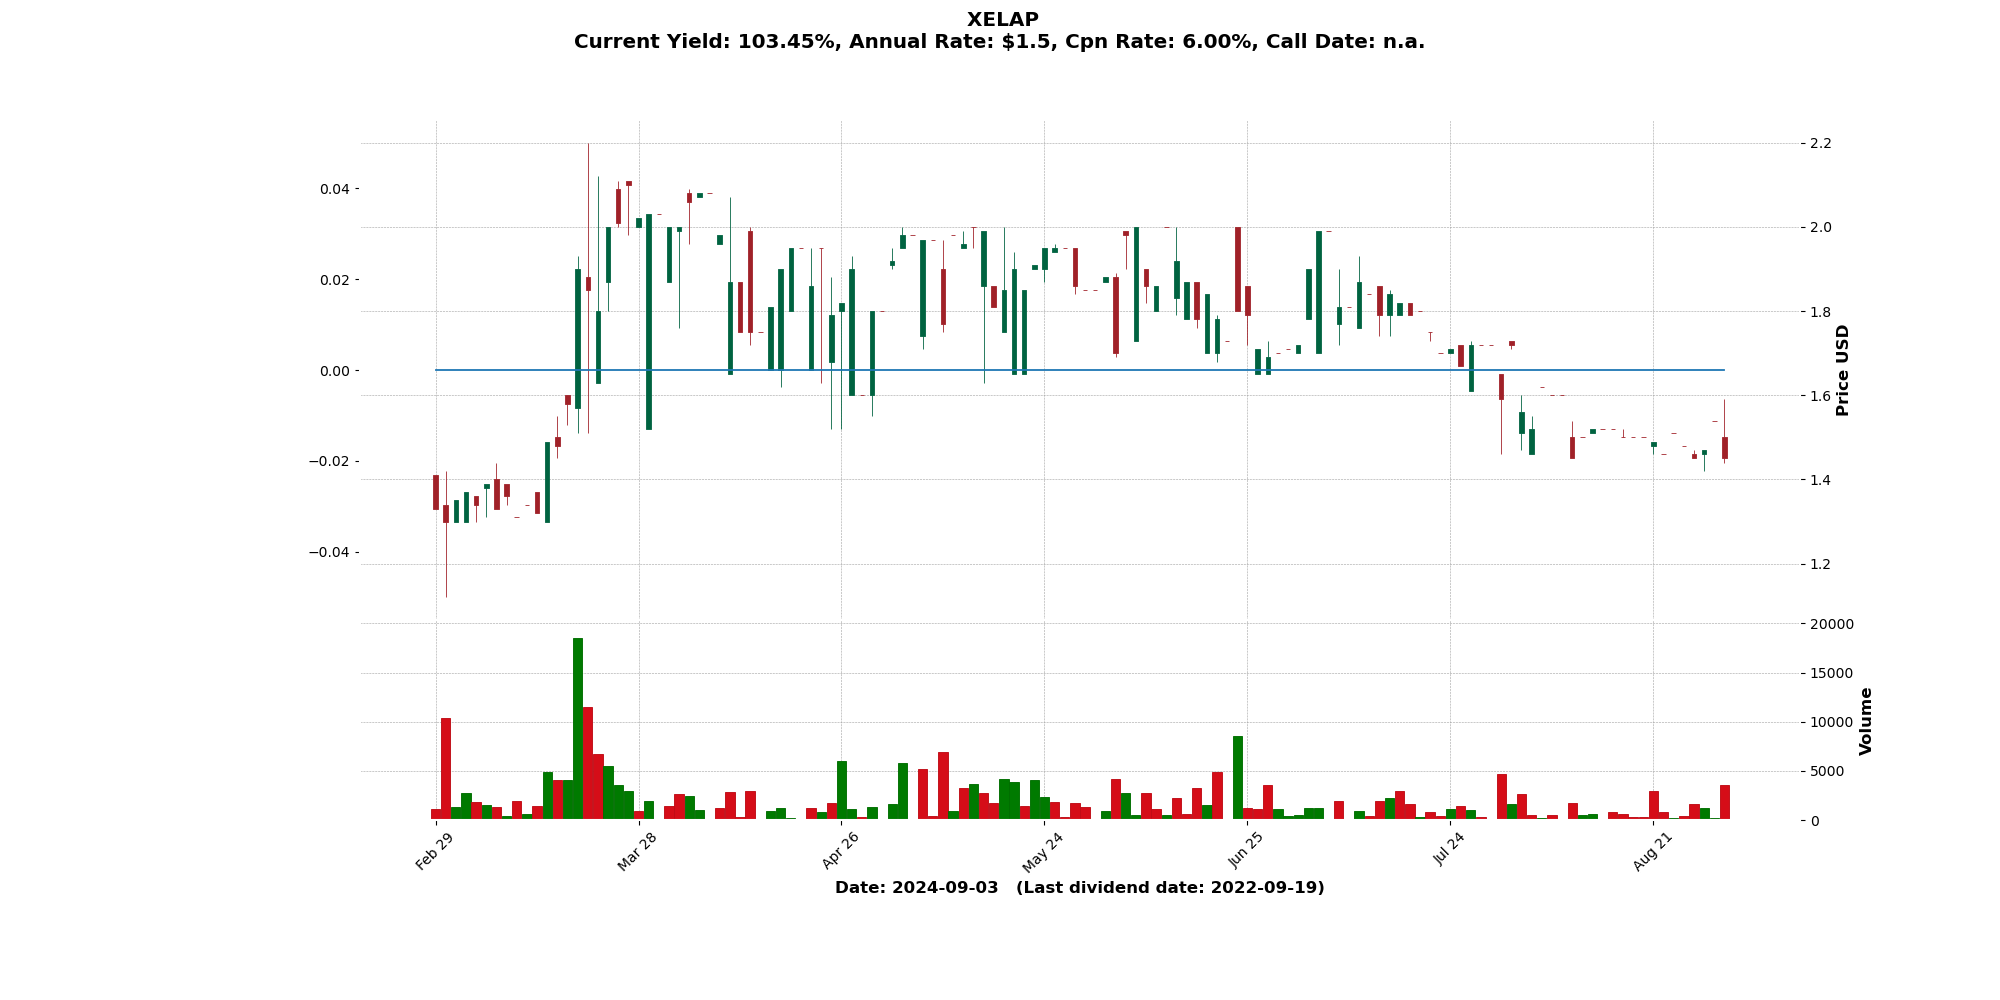 XELAP
Current Yield: 103.45%, Annual Rate: $1.5, Cpn Rate: 6.00%, Call Date: n.a.
0.04
0.02
0.00
−0.02
−0.04
2.2
2.0
1.8
1.6
1.4
1.2
Price USD
20000
15000
10000
5000
0
Volume
Feb 29
Mar 28
Apr 26
May 24
Jun 25
Jul 24
Aug 21
Date: 2024-09-03   (Last dividend date: 2022-09-19)